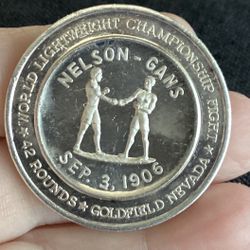 ★ WORLD LIGHTWEIGHT CHAMPIONSHIP FIGHT ★
42 ROUNDS ★ GOLDFIELD NEVADA
NELSON - GANS
SEP. 3, 1906